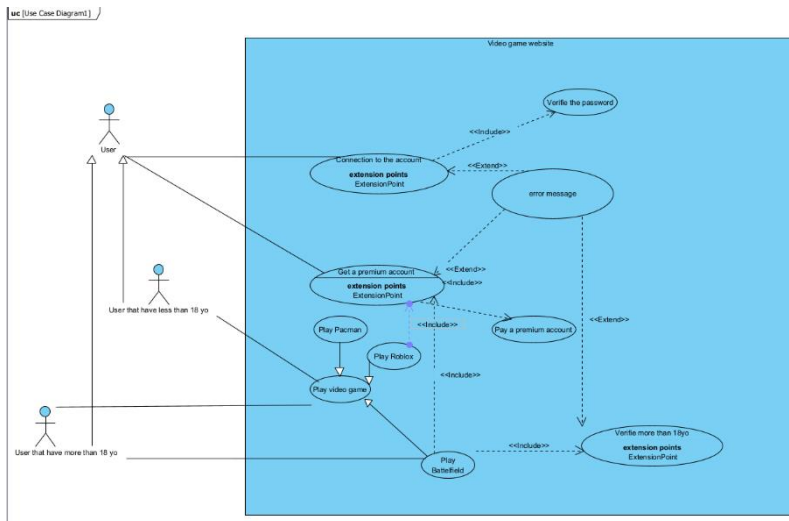 uc [Use Case Diagram1]
Video game website
Verifie the password
<<Include>>
User
Connection to the account
extension points
ExtensionPoint
<<Extend>>
error message
Get a premium account
extension points
ExtensionPoint
<<Extend>>
<<Include>>
User that have less than 18 yo
Play Pacman
<<Include>>
Pay a premium account
<<Extend>>
Play Roblox
<<Include>>
Play video game
User that have more than 18 yo
Play
Battelfield
<<Include>>
Verifie more than 18yo
extension points
ExtensionPoint